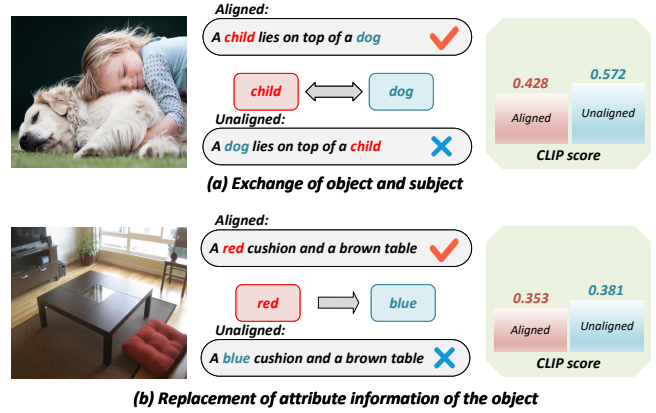 Aligned:
A child lies on top of a dog
child
dog
Unaligned:
A dog lies on top of a child
0.428
0.572
Aligned
Unaligned
CLIP score
(a) Exchange of object and subject
Aligned:
A red cushion and a brown table
red
blue
Unaligned:
A blue cushion and a brown table
0.353
0.381
Aligned
Unaligned
CLIP score
(b) Replacement of attribute information of the object